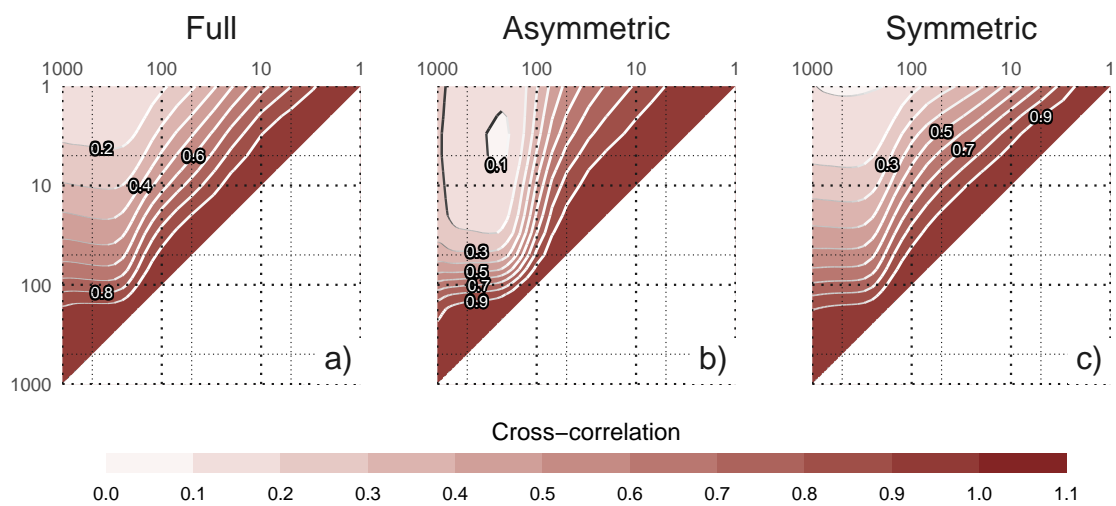 Full Asymmetric Symmetric
1000 100 10 1 1000 100 10 1 1000 100 10 1
1
0.2 0.6 0.1 0.5 0.9
0.4 0.3 0.7
10
0.3
0.5
0.7
100
0.8 0.9
a) b) c)
1000
Cross−correlation
0.0 0.1 0.2 0.3 0.4 0.5 0.6 0.7 0.8 0.9 1.0 1.1